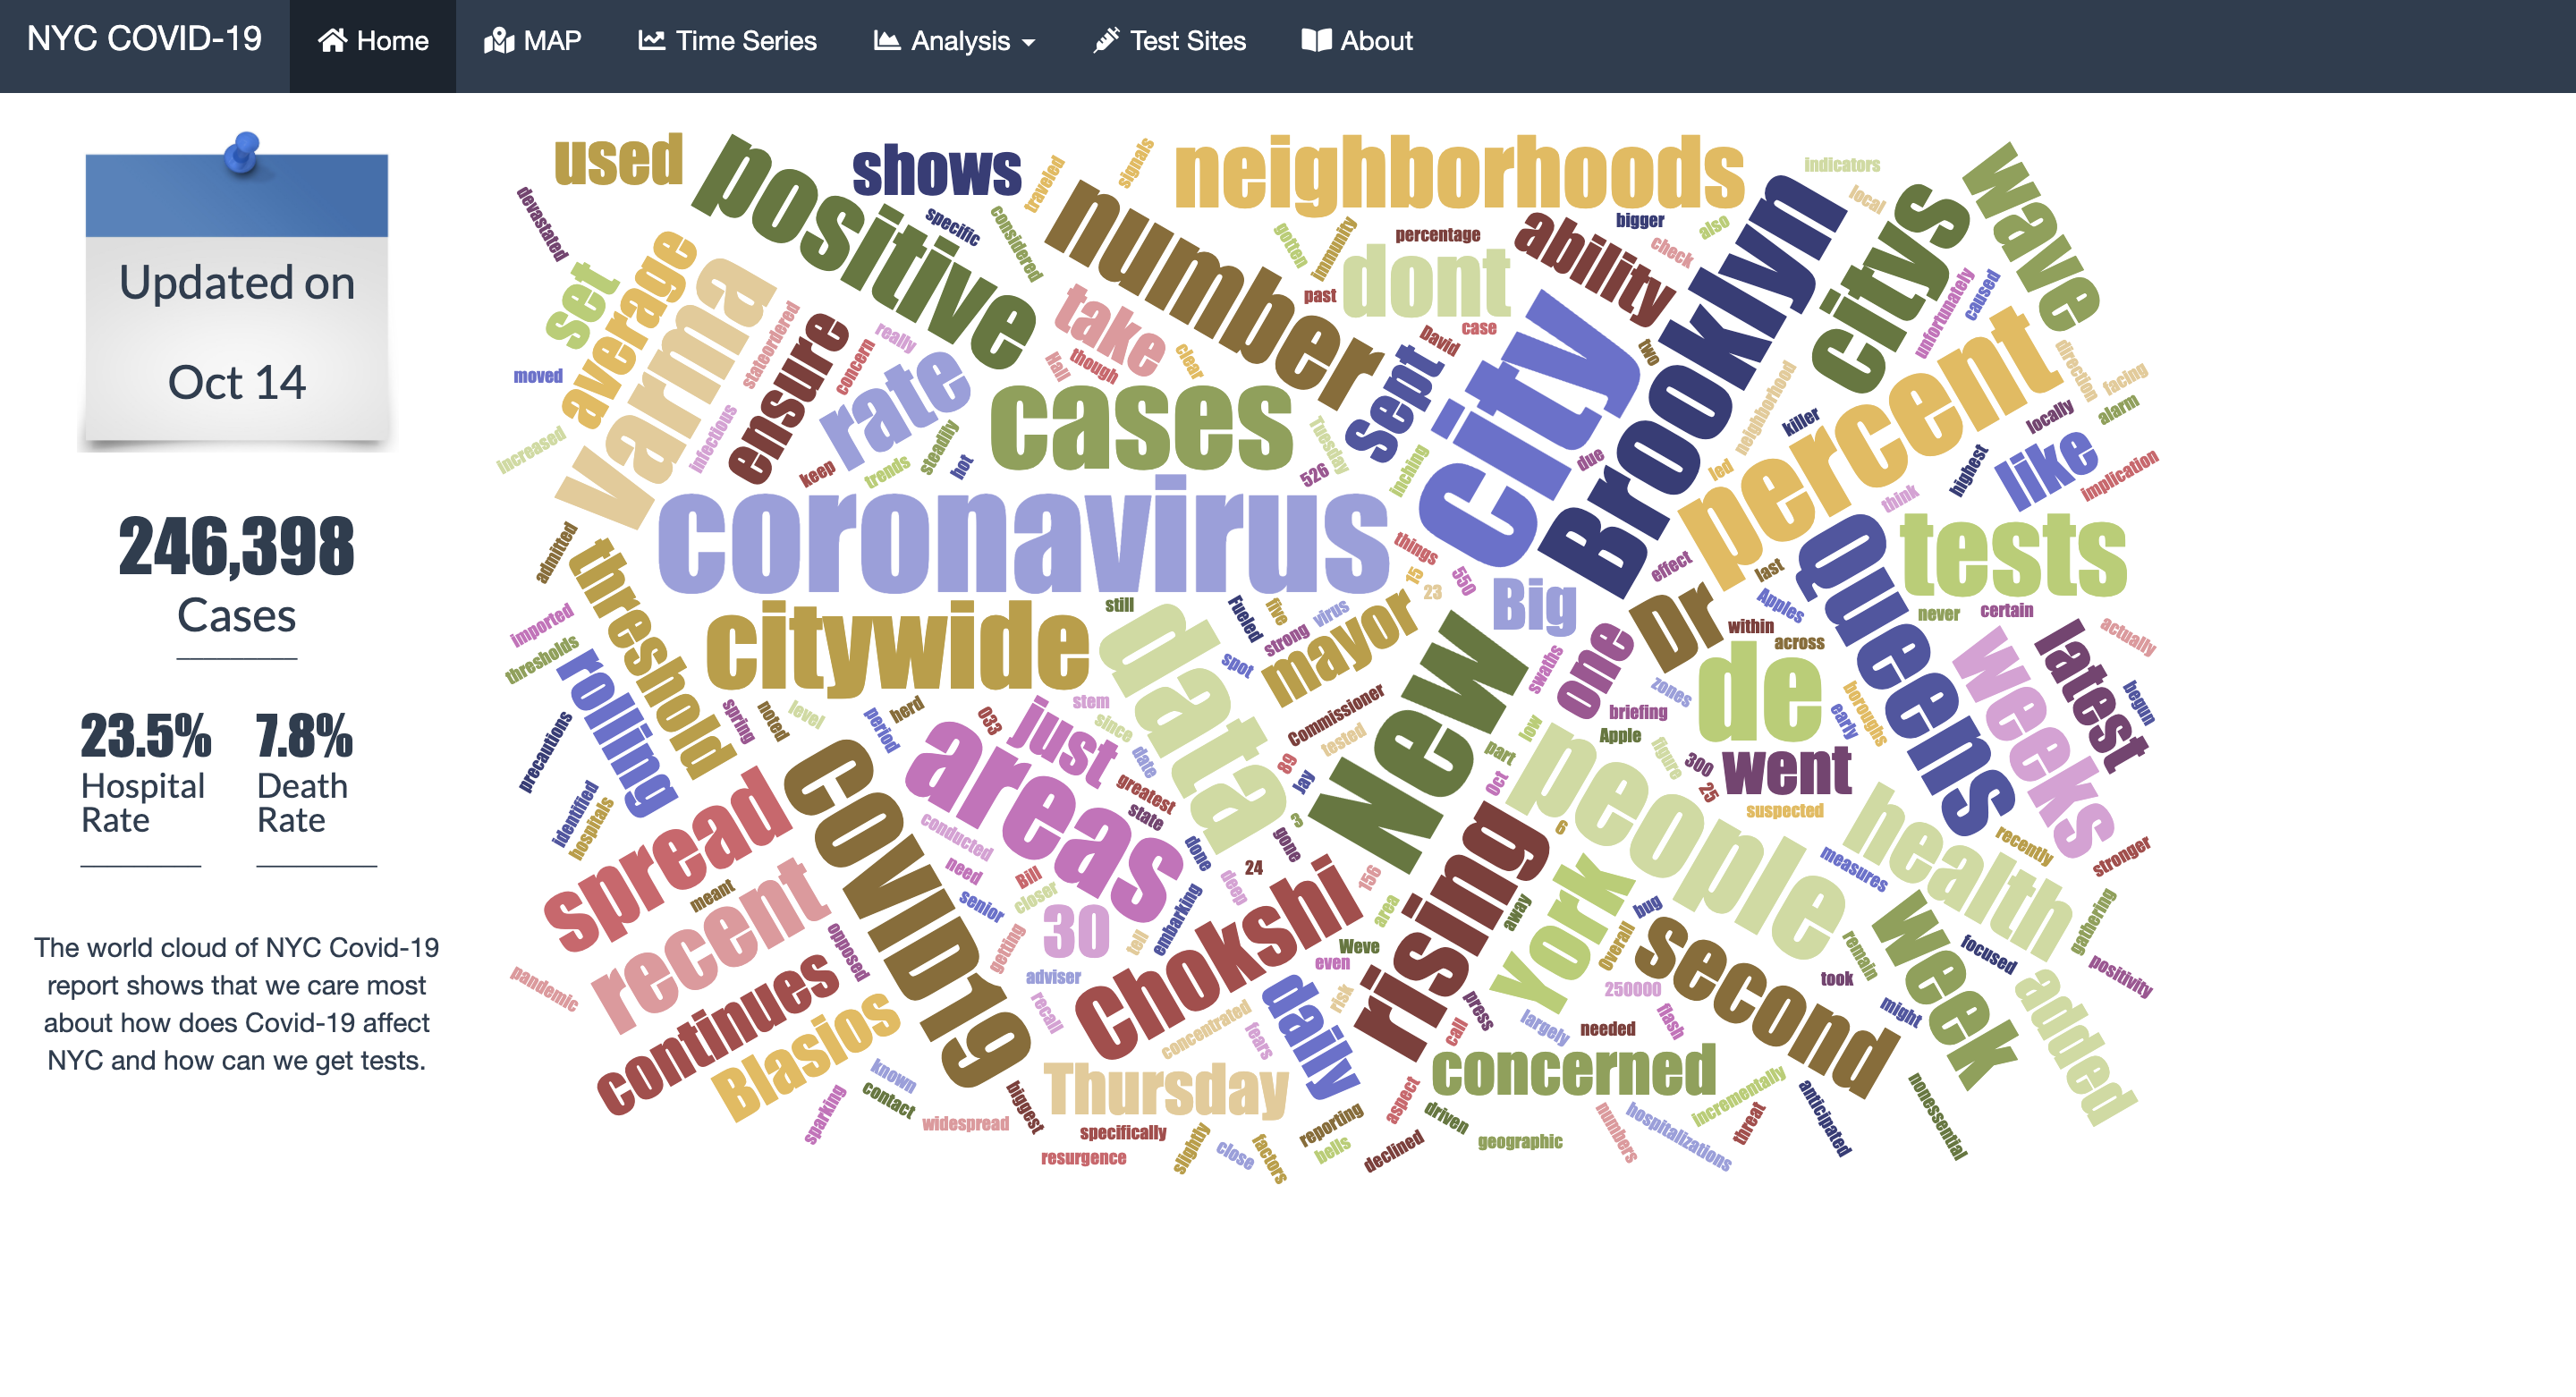 NYC COVID-19 Home MAP Time Series Analysis Test Sites About
Updated on
Oct 14
246,398
Cases
23.5%
Hospital
Rate
7.8%
Death
Rate
The world cloud of NYC Covid-19
report shows that we care most
about how does Covid-19 affect
NYC and how can we get tests.
used
positive
shows
traveled
signals
neighborhoods
indicators
local
wave
devastated
specific
considered
number
gotten
immunity
percentage
ability
bigger
check
also
Brooklyn
citys
unfortunately
caused
set
average
Varma
stateordered
ensure
concern
really
rate
take
Hall
though
clear
past
dont
David
case
Sept
city
two
neighborhood
killer
percent
direction
facing
moved
increased
infectious
keep
trends
steadily
hot
cases
Tuesday
526
inching
due
led
think
highest
locally
alarm
like
implication
coronavirus
things
15
23
550
effect
last
Queens
tests
admitted
threshold
citywide
still
data
Fueled
five
strong
virus
spot
mayor
Big
Dr
Apples
within
across
never
certain
imported
thresholds
rolling
precautions
identified
hospitals
spring
noted
level
period
herd
033
just
stem
since
date
areas
greatest
state
Commissioner
tested
89
Jay
3
New
swaths
one
zones
briefing
Apple
low
part
Oct
figure
300
25
de
went
suspected
early
boroughs
weeks
latest
actually
begun
spread
COVID19
conducted
need
senior
Bill
closer
30
adviser
getting
recall
tell
embarking
done
deep
24
gone
Chokshi
156
area
Weve
even
risk
rising
6
people
away
York
Overall
bug
second
250000
flash
needed
largely
press
call
health
measures
recently
stronger
week
remain
took
might
focused
gathering
positivity
added
meant
recent
pandemic
opposed
continues
Blasios
sparking
known
contact
widespread
biggest
Thursday
specifically
resurgence
concentrated
fears
daily
slightly
close
factors
reporting
bells
aspect
declined
driven
concerned
geographic
numbers
hospitalizations
incrementally
threat
anticipated
nonessential